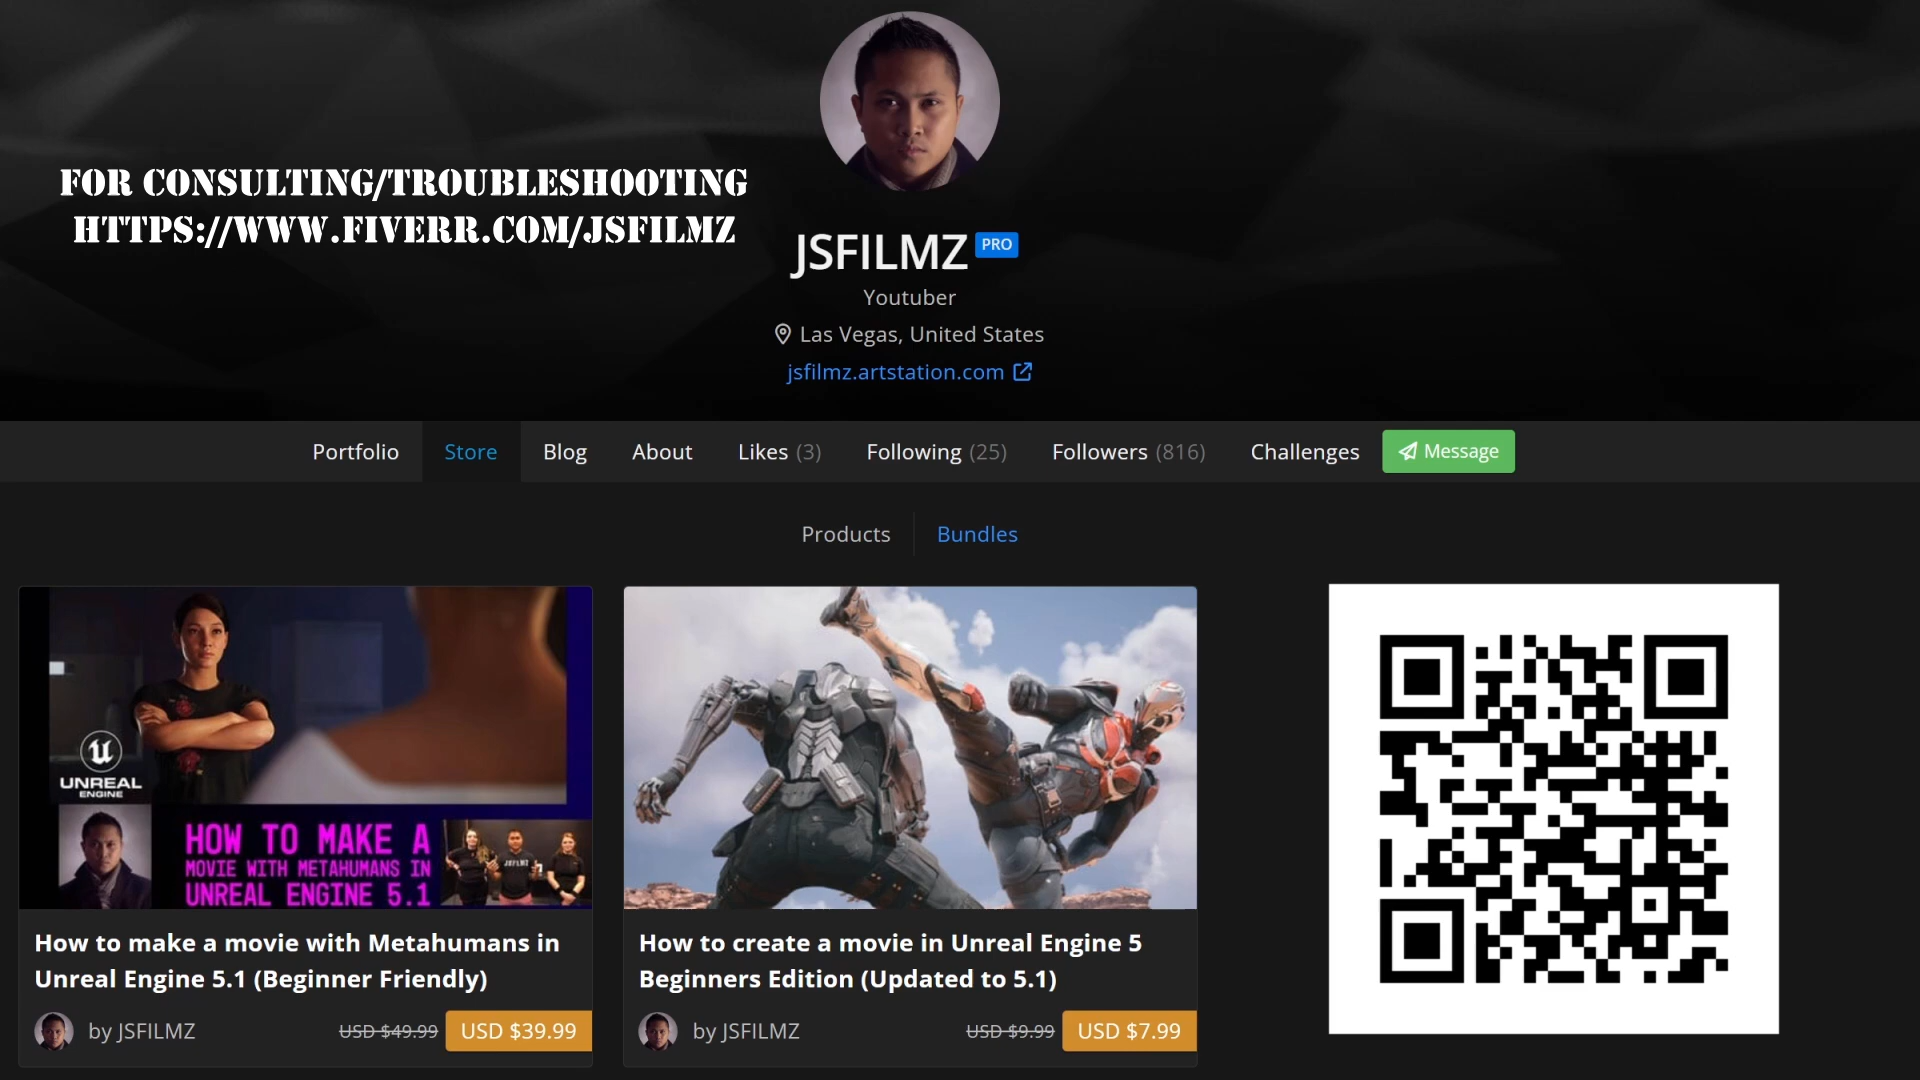 FOR CONSULTING/TROUBLESHOOTING
HTTPS://WWW.FIVERR.COM/JSFILMZ
JSFILMZ PRO
Youtuber
Las Vegas, United States
jsfilmz.artstation.com
Portfolio Store Blog About Likes (3) Following (25) Followers (816) Challenges Message
Products Bundles
UNREAL
ENGINE
HOW TO MAKE A
MOVIE WITH METAHUMANS IN
UNREAL ENGINE 5.1
JSFILMZ
How to make a movie with Metahumans in
Unreal Engine 5.1 (Beginner Friendly)
by JSFILMZ USD $49.99 USD $39.99
How to create a movie in Unreal Engine 5
Beginners Edition (Updated to 5.1)
by JSFILMZ USD $9.99 USD $7.99